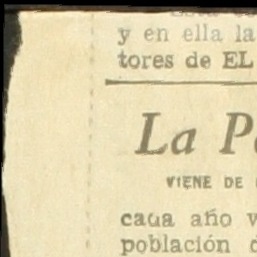 y en ella la
tores de EL
La P
VIENE DE
cada año v
población d